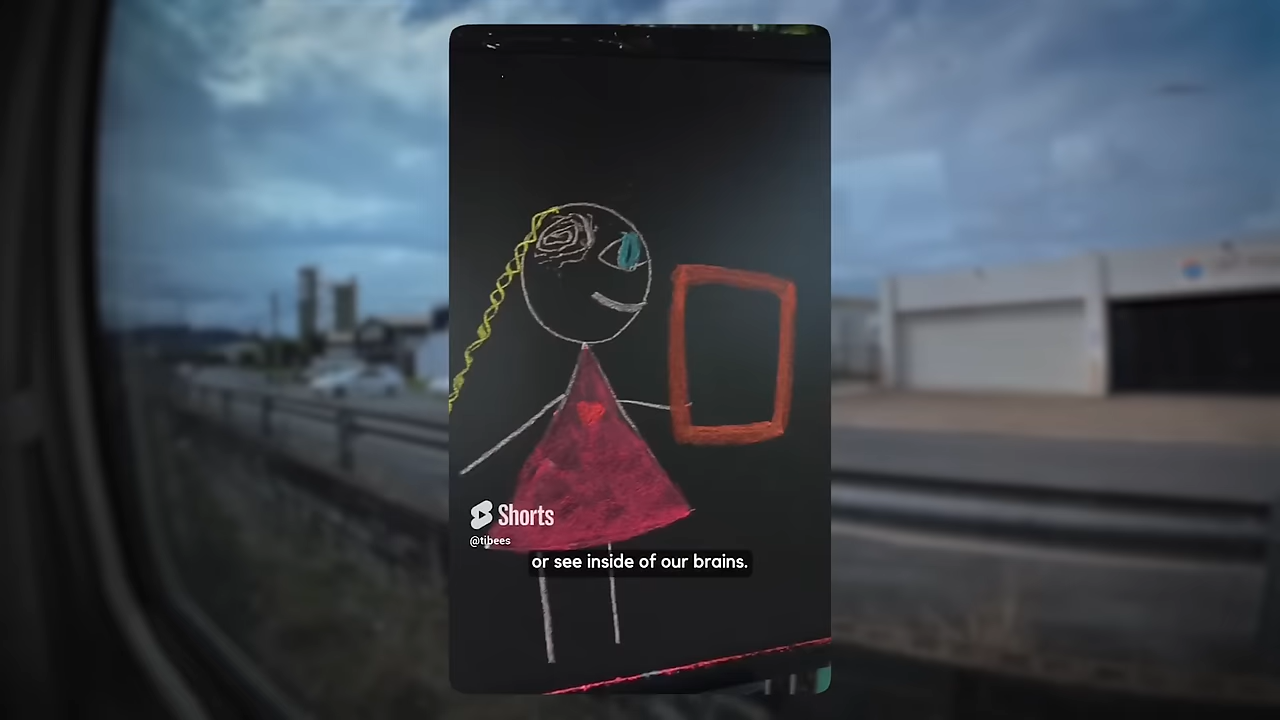 Shorts
@tibees
or see inside of our brains.